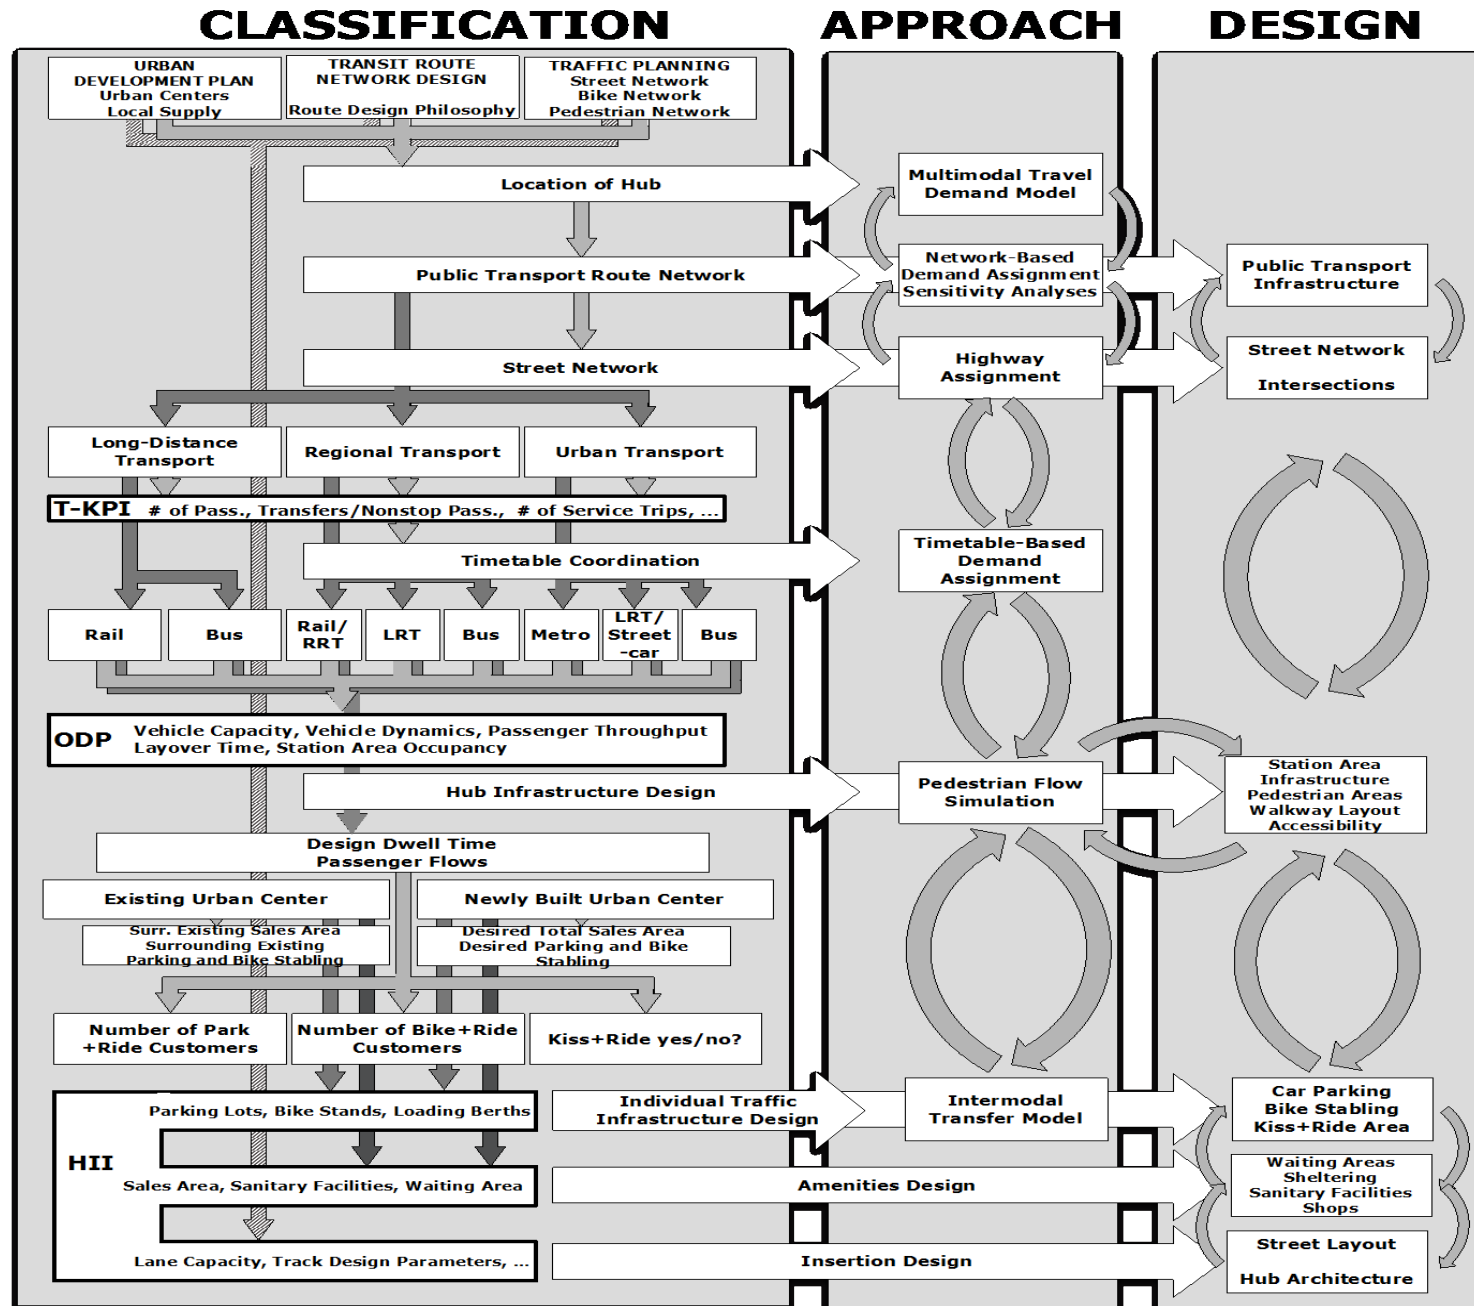 CLASSIFICATION
APPROACH
DESIGN
URBAN
DEVELOPMENT PLAN
Urban Centers
Local Supply
TRANSIT ROUTE
NETWORK DESIGN
Route Design Philosophy
TRAFFIC PLANNING
Street Network
Bike Network
Pedestrian Network
Location of Hub
Multimodal Travel
Demand Model
Public Transport Route Network
Network-Based
Demand Assignment
Sensitivity Analyses
Public Transport
Infrastructure
Street Network
Highway
Assignment
Street Network
Intersections
Long-Distance
Transport
Regional Transport
Urban Transport
T-KPI # of Pass., Transfers/Nonstop Pass., # of Service Trips, ...
Timetable Coordination
Timetable-Based
Demand
Assignment
Rail
Bus
Rail/
RRT
LRT
Bus
Metro
LRT/
Street
-car
Bus
ODP
Vehicle Capacity, Vehicle Dynamics, Passenger Throughput
Layover Time, Station Area Occupancy
Hub Infrastructure Design
Pedestrian Flow
Simulation
Station Area
Infrastructure
Pedestrian Areas
Walkway Layout
Accessibility
Design Dwell Time
Passenger Flows
Existing Urban Center
Newly Built Urban Center
Surr. Existing Sales Area
Surrounding Existing
Parking and Bike Stabling
Desired Total Sales Area
Desired Parking and Bike
Stabling
Number of Park
+Ride Customers
Number of Bike+Ride
Customers
Kiss+Ride yes/no?
HII
Parking Lots, Bike Stands, Loading Berths
Individual Traffic
Infrastructure Design
Intermodal
Transfer Model
Car Parking
Bike Stabling
Kiss+Ride Area
Sales Area, Sanitary Facilities, Waiting Area
Amenities Design
Waiting Areas
Sheltering
Sanitary Facilities
Shops
Lane Capacity, Track Design Parameters, ...
Insertion Design
Street Layout
Hub Architecture